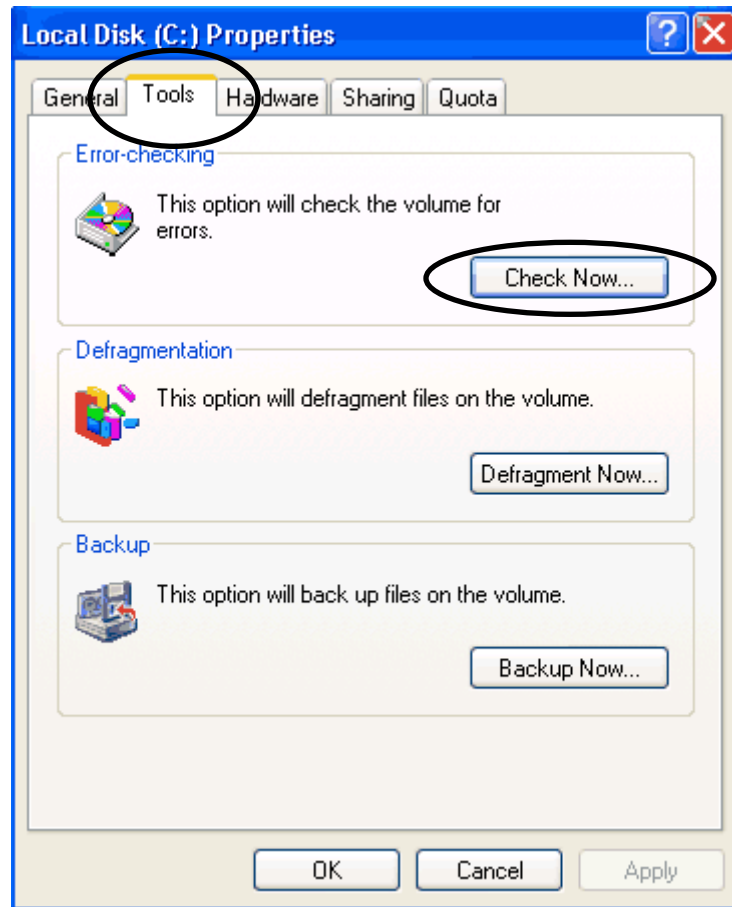 Local Disk (C:) Properties
?
General Tools Hardware Sharing Quota
Error-checking
This option will check the volume for
errors.
Check Now...
Defragmentation
This option will defragment files on the volume.
Defragment Now...
Backup
This option will back up files on the volume.
Backup Now...
OK Cancel Apply